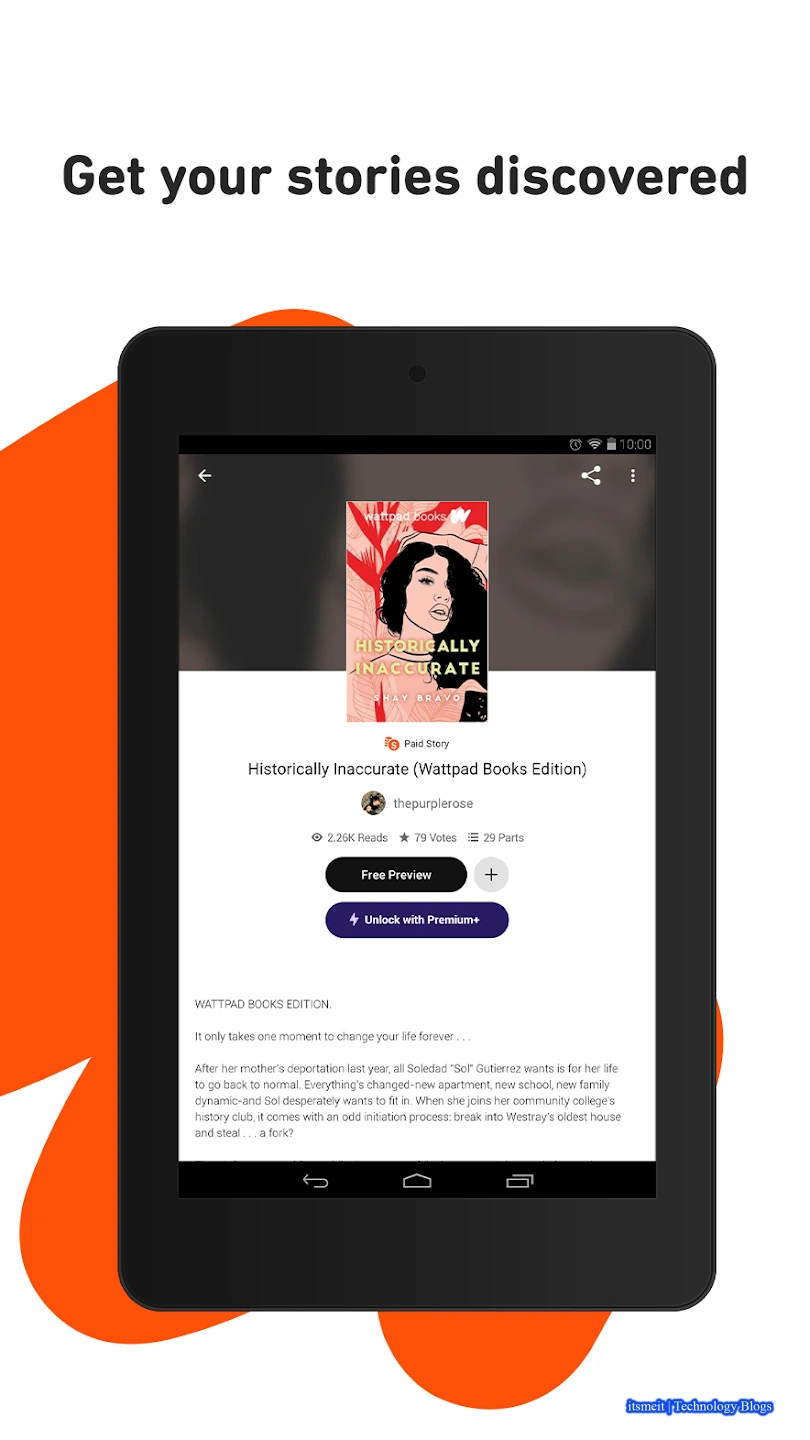 Get your stories discovered
10:00
wattpad books
HISTORICALLY
INACCURATE
SHAY BRAVO
Paid Story
Historically Inaccurate (Wattpad Books Edition)
thepurplerose
2.26K Reads 79 Votes 29 Parts
Free Preview
Unlock with Premium+
WATTPAD BOOKS EDITION.
It only takes one moment to change your life forever . . .
After her mother's deportation last year, all Soledad "Sol" Gutierrez wants is for her life
to go back to normal. Everything's changed-new apartment, new school, new family
dynamic-and Sol desperately wants to fit in. When she joins her community college's
history club, it comes with an odd initiation process: break into Westray's oldest house
and steal . . . a fork?
itsmeit | Technology Blogs